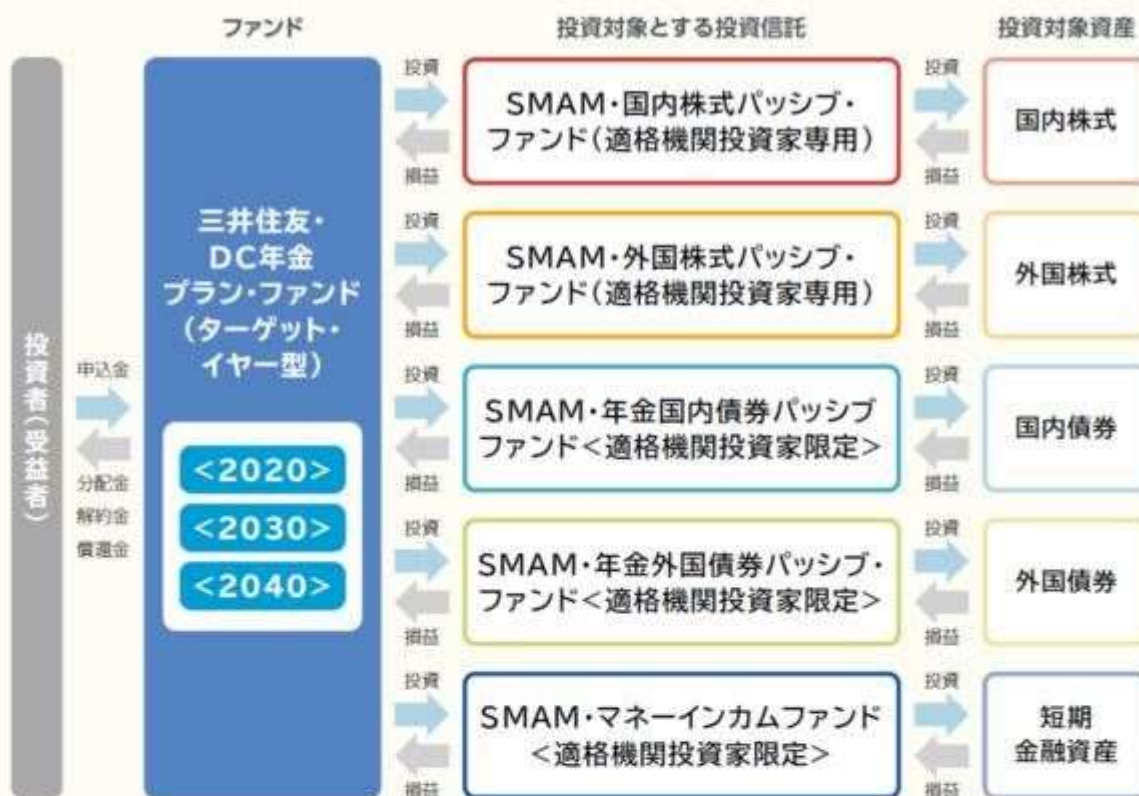 ファンド
投資対象とする投資信託
投資対象資産
投資者(受益者)
申込金
分配金
解約金
償還金
三井住友・
DC年金
プラン・ファンド
(ターゲット・
イヤー型)
<2020>
<2030>
<2040>
投資
損益
SMAM・国内株式パッシブ・
ファンド(適格機関投資家専用)
投資
損益
国内株式
投資
損益
SMAM・外国株式パッシブ・
ファンド(適格機関投資家専用)
投資
損益
外国株式
投資
損益
SMAM・年金国内債券パッシブ
ファンド<適格機関投資家限定>
投資
損益
国内債券
投資
損益
SMAM・年金外国債券パッシブ・
ファンド<適格機関投資家限定>
投資
損益
外国債券
投資
損益
SMAM・マネーインカムファンド
<適格機関投資家限定>
投資
損益
短期
金融資産